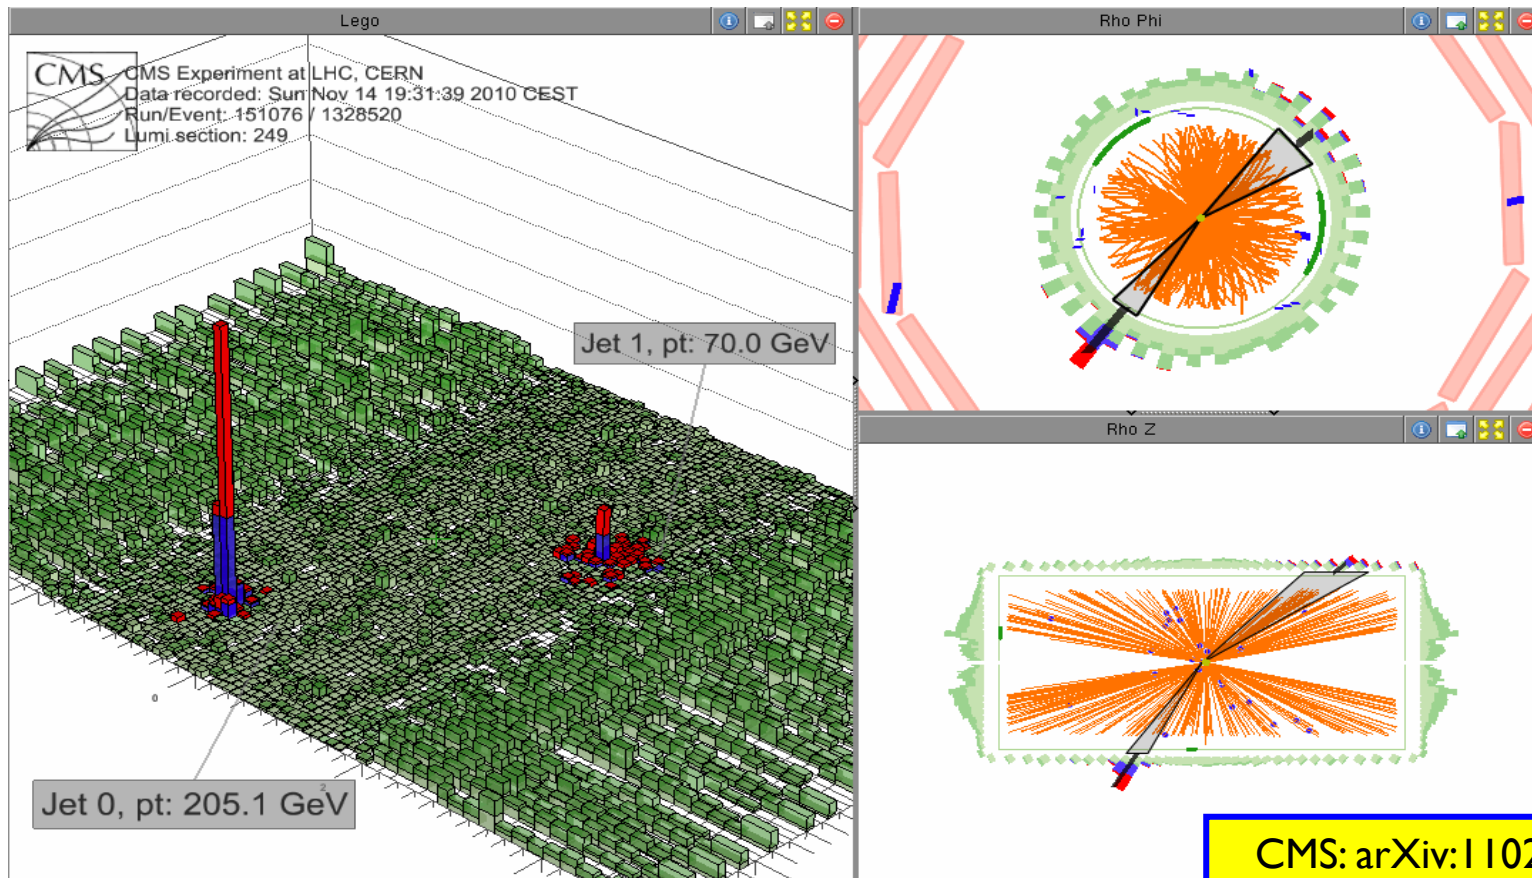 Lego
CMS
CMS Experiment at LHC, CERN
Data recorded: Sun Nov 14 19:31:39 2010 CEST
Run/Event: 151076 / 1328520
Lumi section: 249
Jet 1, pt: 70.0 GeV
0
2
Jet 0, pt: 205.1 GeV
Rho Phi
Rho Z
CMS: arXiv:1102